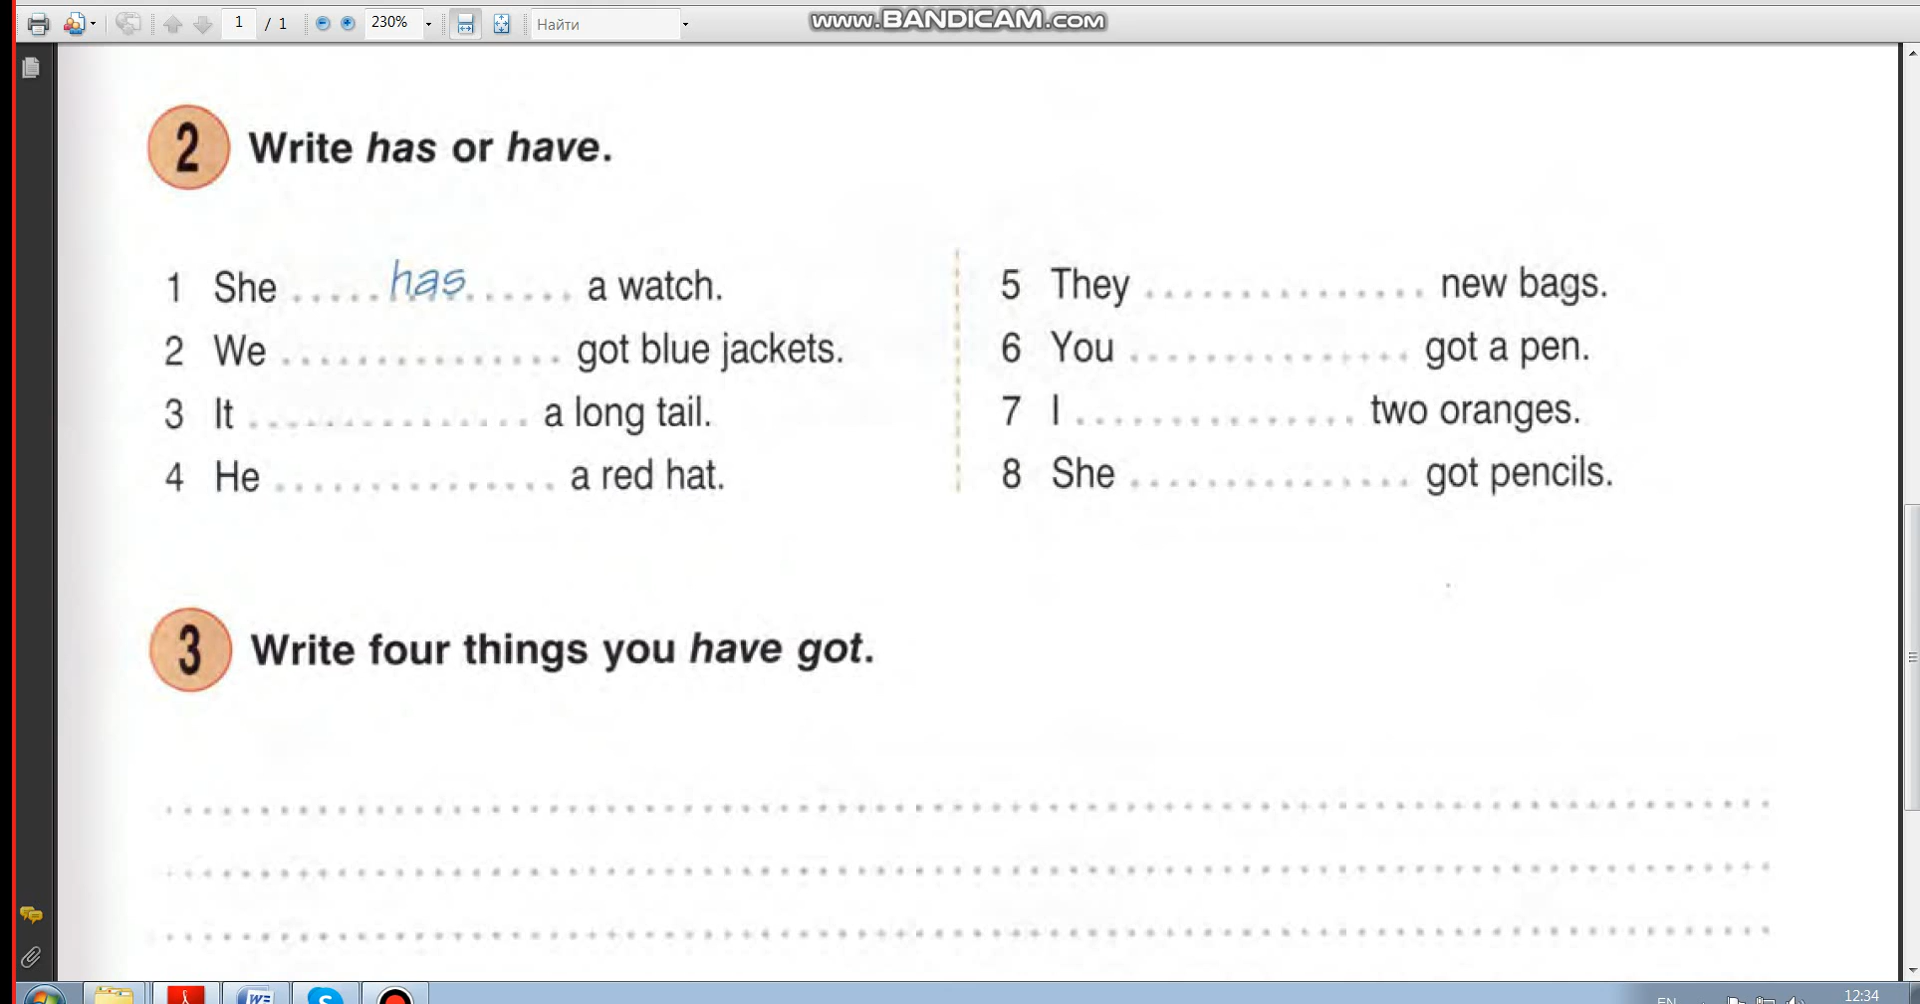 1 / 1 230% Найти www.BANDICAM.com
2 Write has or have.
1 She ..... has ...... a watch.
2 We ............... got blue jackets.
3 It ............... a long tail.
4 He ............... a red hat.
5 They ............... new bags.
6 You ............... got a pen.
7 I ............... two oranges.
8 She ............... got pencils.
3 Write four things you have got.
EN 12:34